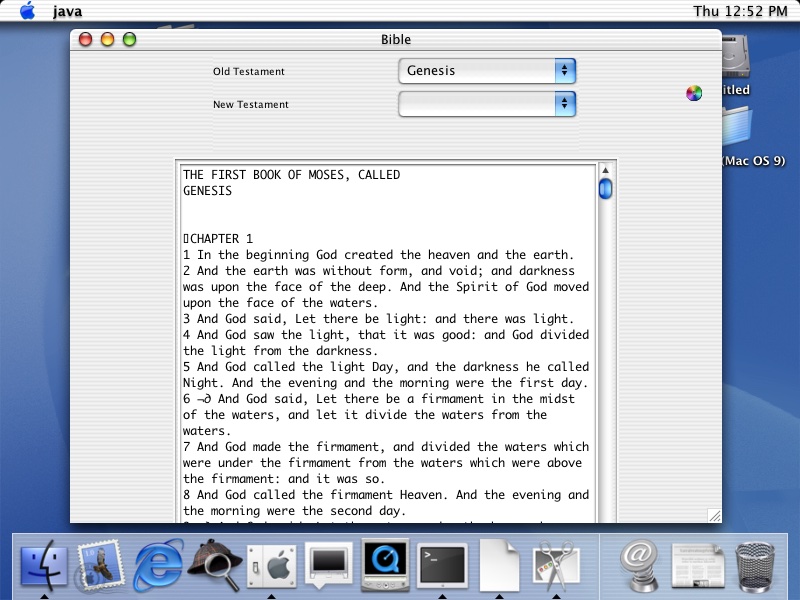 java
Thu 12:52 PM
Bible
Old Testament
Genesis
New Testament
itled
(Mac OS 9)
THE FIRST BOOK OF MOSES, CALLED
GENESIS
CHAPTER 1
1 In the beginning God created the heaven and the earth.
2 And the earth was without form, and void; and darkness
was upon the face of the deep. And the Spirit of God moved
upon the face of the waters.
3 And God said, Let there be light: and there was light.
4 And God saw the light, that it was good: and God divided
the light from the darkness.
5 And God called the light Day, and the darkness he called
Night. And the evening and the morning were the first day.
6 ¬∂ And God said, Let there be a firmament in the midst
of the waters, and let it divide the waters from the
waters.
7 And God made the firmament, and divided the waters which
were under the firmament from the waters which were above
the firmament: and it was so.
8 And God called the firmament Heaven. And the evening and
the morning were the second day.